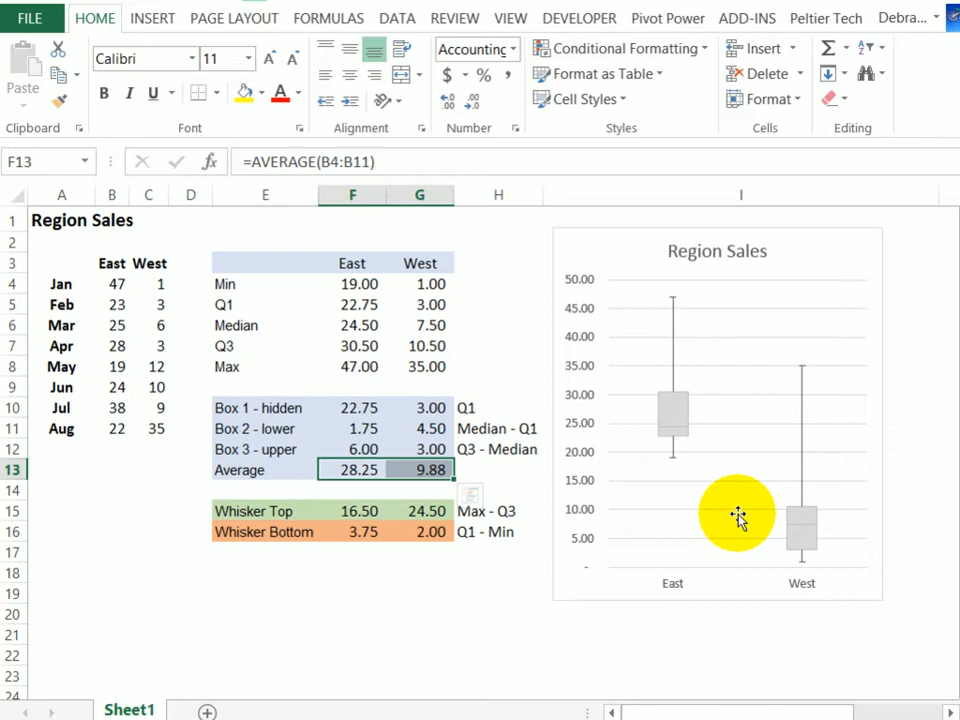 FILE HOME INSERT PAGE LAYOUT FORMULAS DATA REVIEW VIEW DEVELOPER Pivot Power ADD-INS Peltier Tech Debra...
Paste
Calibri 11
B I U A
Accounting
$ % ,
Conditional Formatting
Format as Table
Cell Styles
Insert
Delete
Format
Clipboard Font Alignment Number Styles Cells Editing
F13 fx =AVERAGE(B4:B11)
A B C D E F G H I
1 Region Sales
2
3 East West East West
4 Jan 47 1 Min 19.00 1.00
5 Feb 23 3 Q1 22.75 3.00
6 Mar 25 6 Median 24.50 7.50
7 Apr 28 3 Q3 30.50 10.50
8 May 19 12 Max 47.00 35.00
9 Jun 24 10
10 Jul 38 9 Box 1 - hidden 22.75 3.00 Q1
11 Aug 22 35 Box 2 - lower 1.75 4.50 Median - Q1
12 Box 3 - upper 6.00 3.00 Q3 - Median
13 Average 28.25 9.88
14
15 Whisker Top 16.50 24.50 Max - Q3
16 Whisker Bottom 3.75 2.00 Q1 - Min
17
18
19
20
21
22
23
24
Region Sales
50.00
45.00
40.00
35.00
30.00
25.00
20.00
15.00
10.00
5.00
-
East West
Sheet1